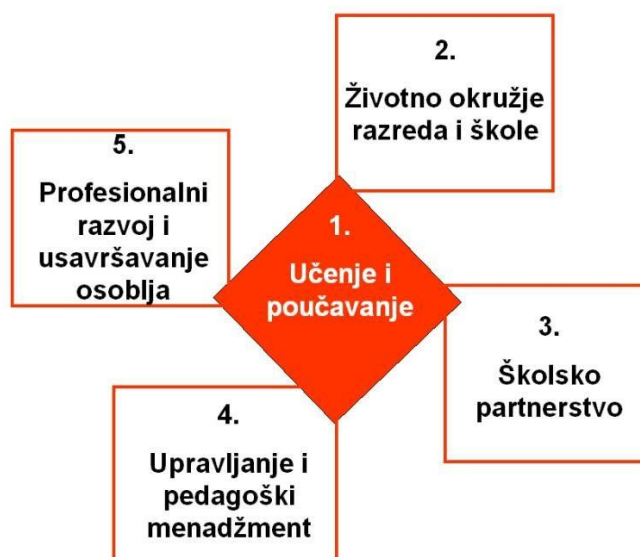 2.
Životno okružje
razreda i škole
5.
Profesionalni
razvoj i
usavršavanje
osoblja
1.
Učenje i
poučavanje
3.
Školsko
partnerstvo
4.
Upravljanje i
pedagoški
menadžment